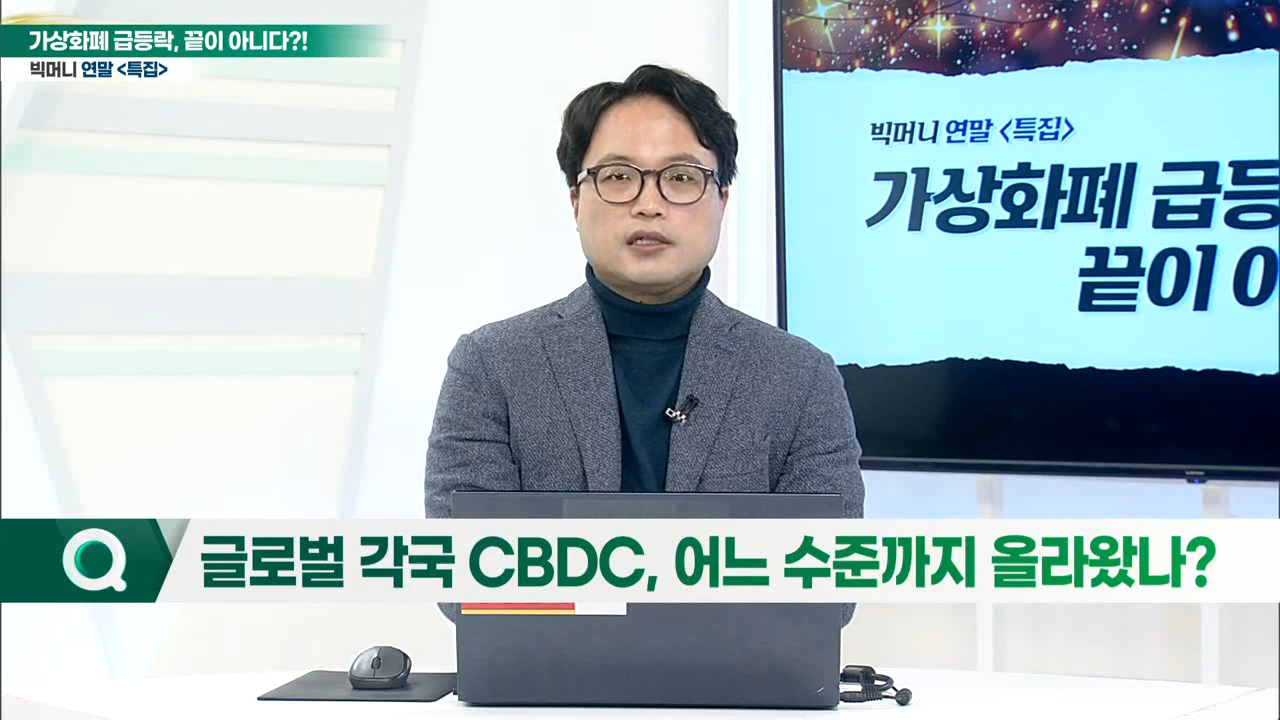 가상화폐 급등락, 끝이 아니다?!
빅머니 연말 <특집>
빅머니 연말 <특집>
가상화폐 급등
끝이 아
Q 글로벌 각국 CBDC, 어느 수준까지 올라왔나?